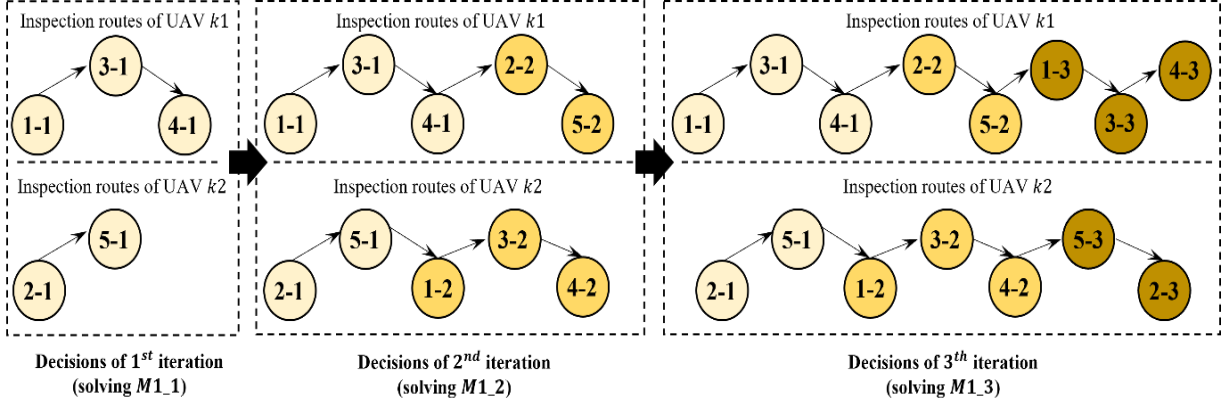 Inspection routes of UAV k1
3-1
1-1
4-1
Inspection routes of UAV k2
5-1
2-1
Decisions of 1st iteration
(solving M1_1)
Inspection routes of UAV k1
3-1
2-2
1-1
4-1
5-2
Inspection routes of UAV k2
5-1
3-2
2-1
1-2
4-2
Decisions of 2nd iteration
(solving M1_2)
Inspection routes of UAV k1
3-1
2-2
1-3
4-3
1-1
4-1
5-2
3-3
Inspection routes of UAV k2
5-1
3-2
5-3
2-1
1-2
4-2
2-3
Decisions of 3th iteration
(solving M1_3)